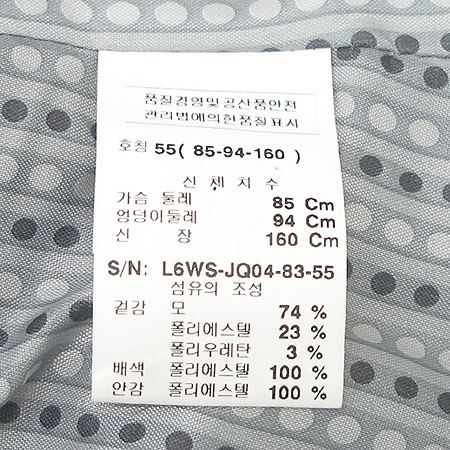 품질경영및공산품안전
관리법에의한품질표시
호칭 55( 85-94-160 )
신 체 치 수
가슴 둘레 85 Cm
엉덩이둘레 94 Cm
신 장 160 Cm
S/N: L6WS-JQ04-83-55
섬유의 조성
겉감 모 74 %
폴리에스텔 23 %
폴리우레탄 3 %
배색 폴리에스텔 100 %
안감 폴리에스텔 100 %